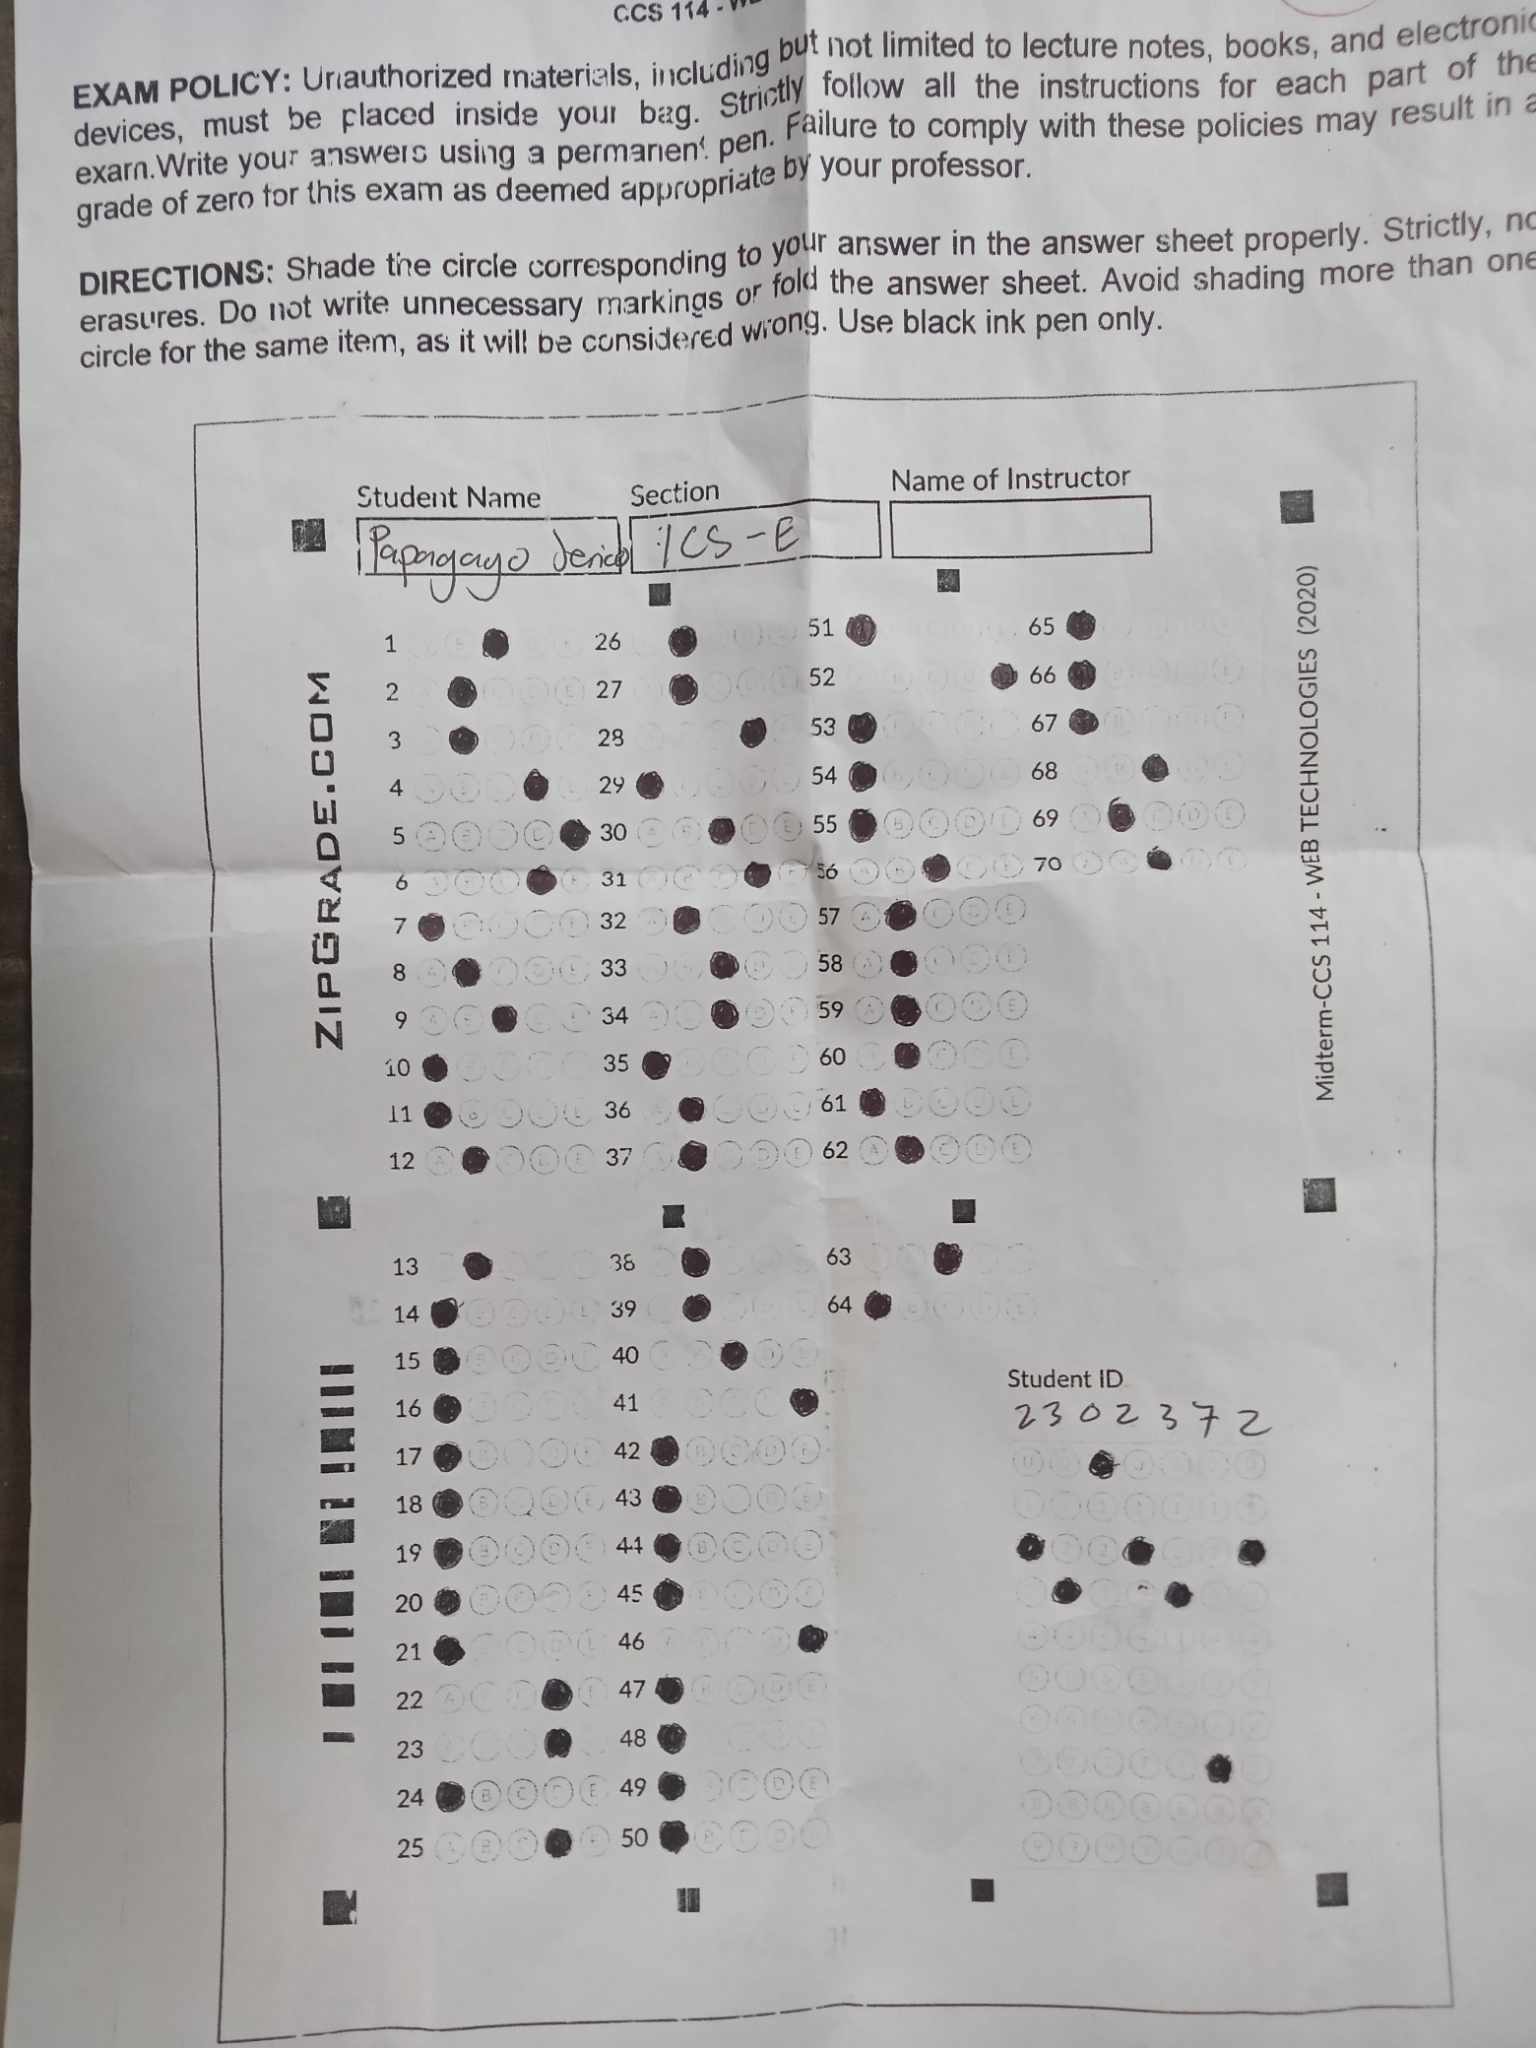 CCS 114 -
EXAM POLICY: Unauthorized materials, including but not limited to lecture notes, books, and electronic
devices, must be placed inside your bag. Strictly follow all the instructions for each part of the
exam.Write your answers using a permanent pen. Failure to comply with these policies may result in a
grade of zero for this exam as deemed appropriate by your professor.
DIRECTIONS: Shade the circle corresponding to your answer in the answer sheet properly. Strictly, no
erasures. Do not write unnecessary markings or fold the answer sheet. Avoid shading more than one
circle for the same item, as it will be considered wrong. Use black ink pen only.
Student Name Section Name of Instructor
Papagayo Jerico 1CS-E
ZIPGRADE.COM
Midterm-CCS 114 - WEB TECHNOLOGIES (2020)
1 26 51 65
2 27 52 66
3 28 53 67
4 29 54 68
5 30 55 69
6 31 56 70
7 32 57
8 33 58
9 34 59
10 35 60
11 36 61
12 37 62
13 38 63
14 39 64
15 40
16 41
17 42
18 43
19 44
20 45
21 46
22 47
23 48
24 49
25 50
Student ID
2302372